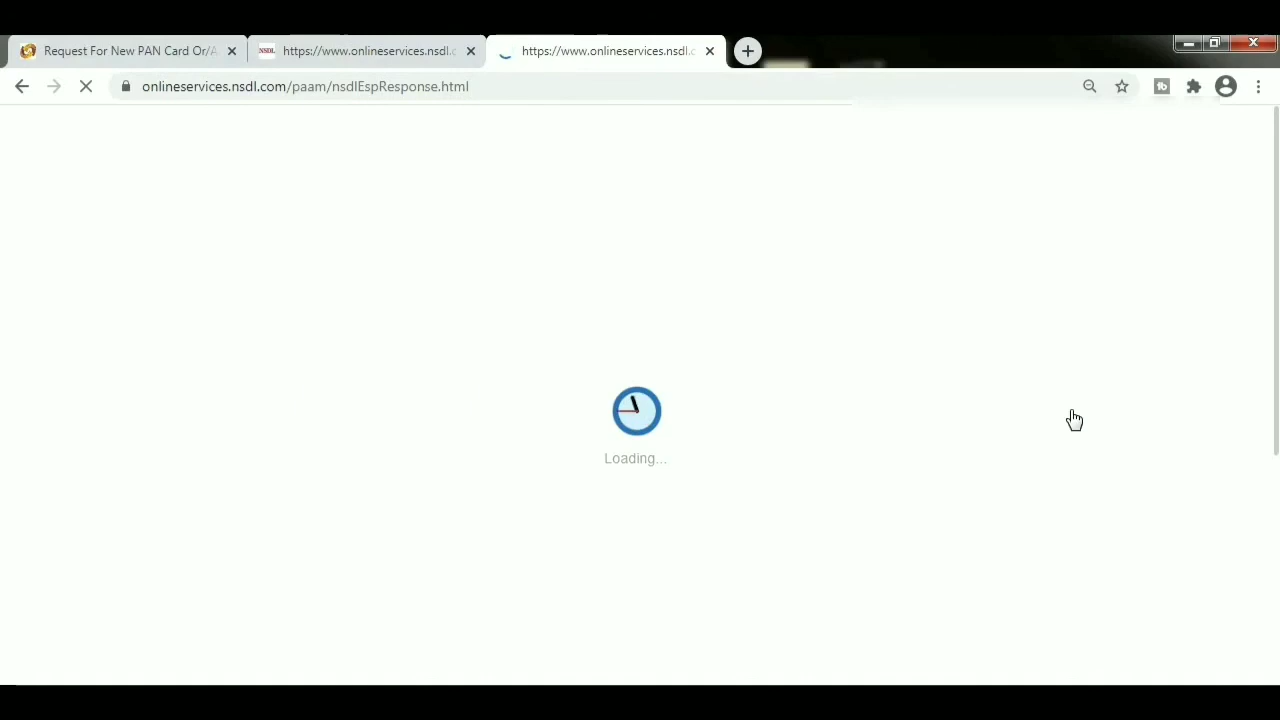 Request For New PAN Card Or/A
NSDL
https://www.onlineservices.nsdl.c
https://www.onlineservices.nsdl.c
onlineservices.nsdl.com/paam/nsdlEspResponse.html
Loading...